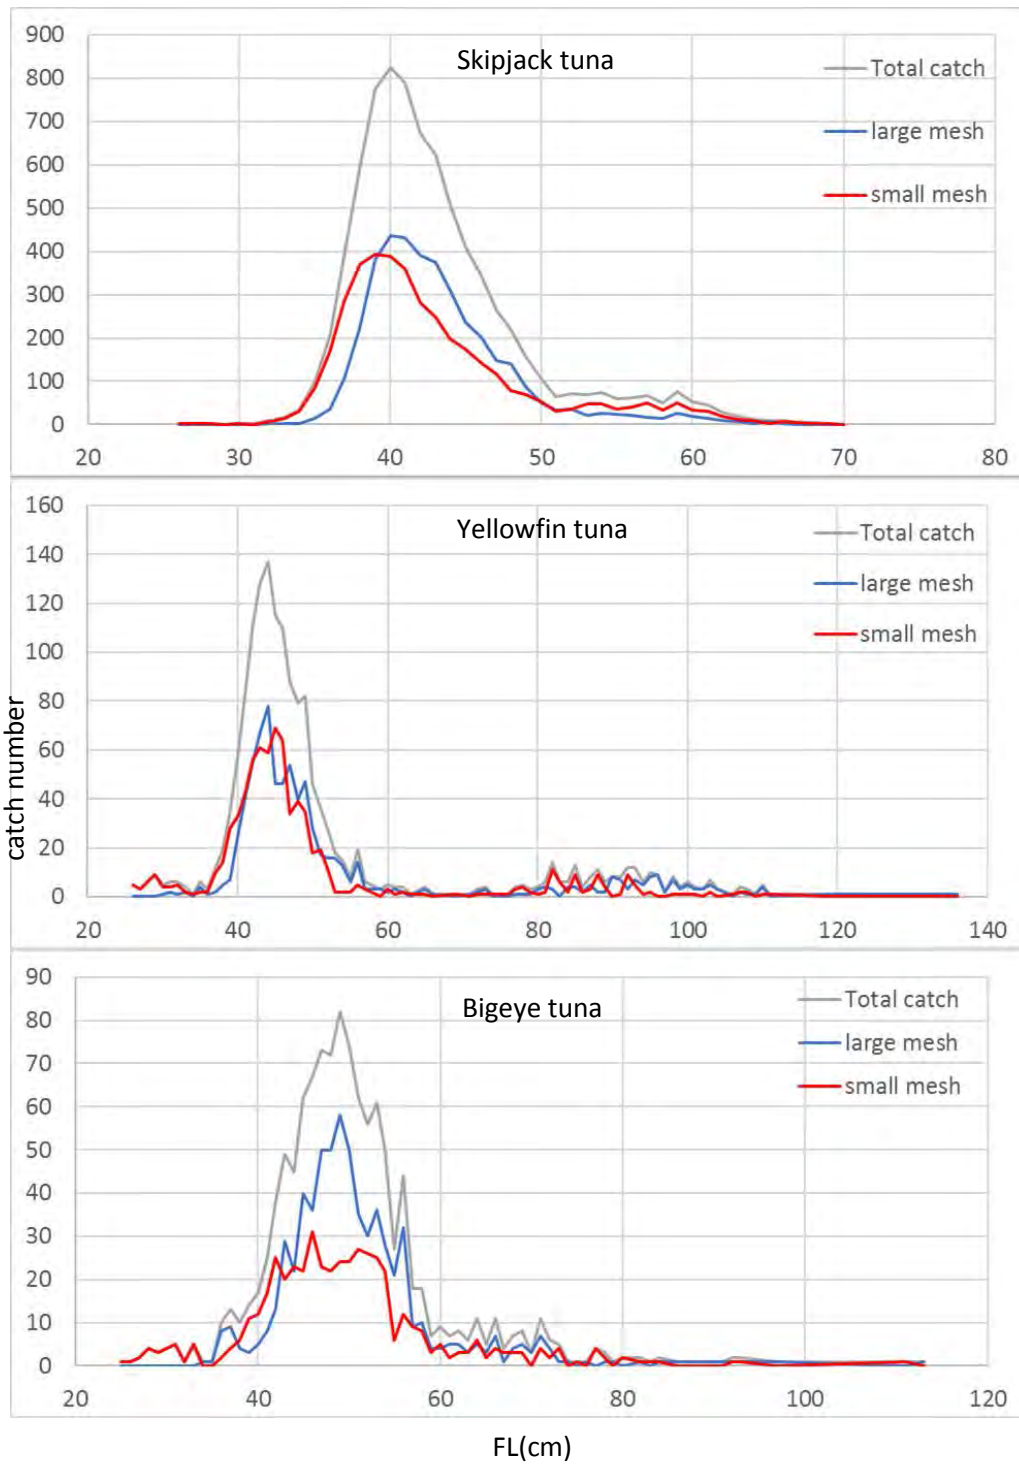 900
800
700
600
500
400
300
200
100
0
Skipjack tuna
Total catch
large mesh
small mesh
20 30 40 50 60 70 80
160
140
120
100
80
60
40
20
0
Yellowfin tuna
Total catch
large mesh
small mesh
20 40 60 80 100 120 140
catch number
90
80
70
60
50
40
30
20
10
0
Bigeye tuna
Total catch
large mesh
small mesh
20 40 60 80 100 120
FL(cm)